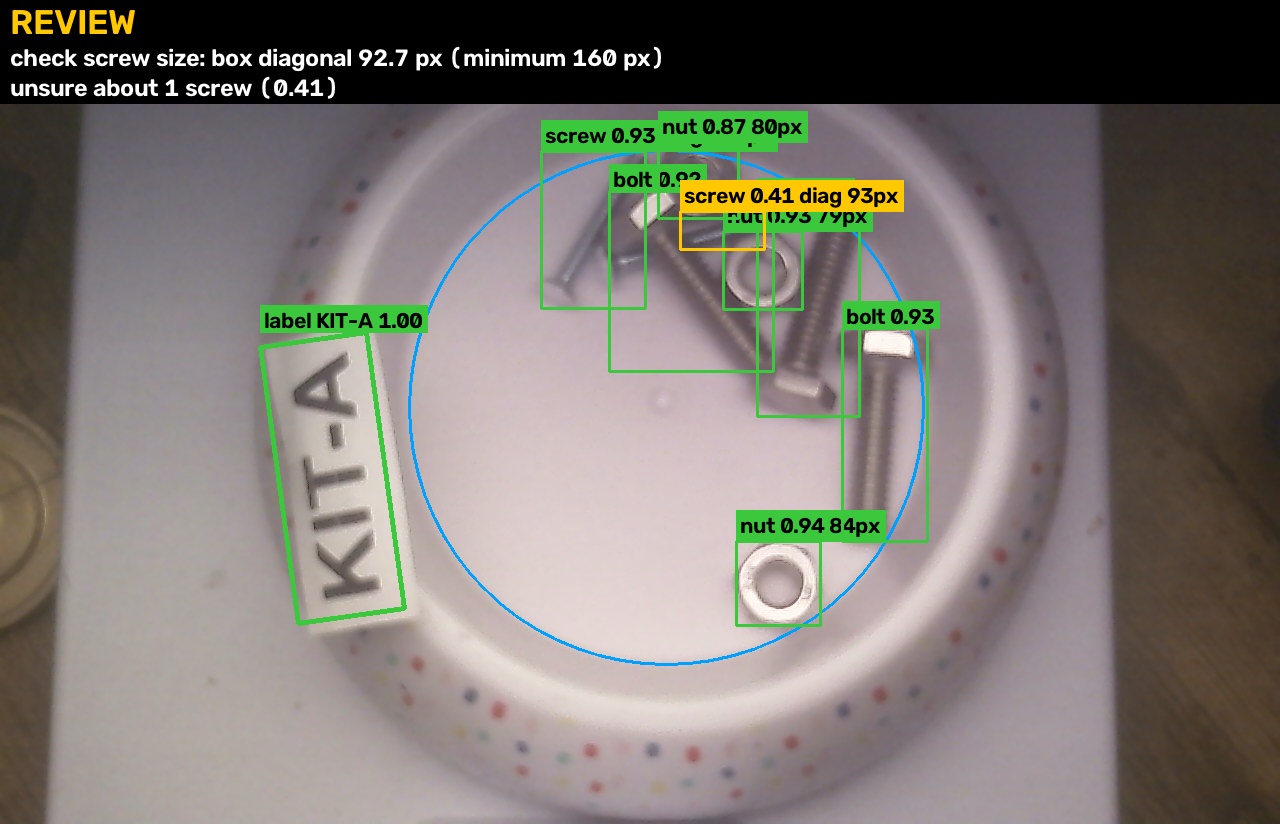 REVIEW
check screw size: box diagonal 92.7 px (minimum 160 px)
unsure about 1 screw (0.41)
nut 0.87 80px
screw 0.93
bolt 0.92
screw 0.41 diag 93px
nut 0.93 79px
label KIT-A 1.00
bolt 0.93
KIT-A
nut 0.94 84px